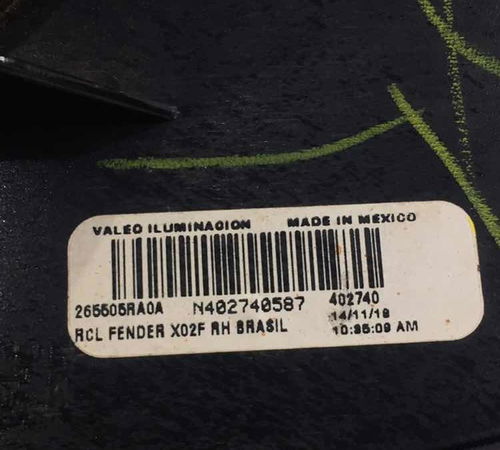 VALEO ILUMINACION MADE IN MEXICO
265505RA0A N402740587 402740
14/11/18
RCL FENDER X02F RH BRASIL
10:35:09 AM